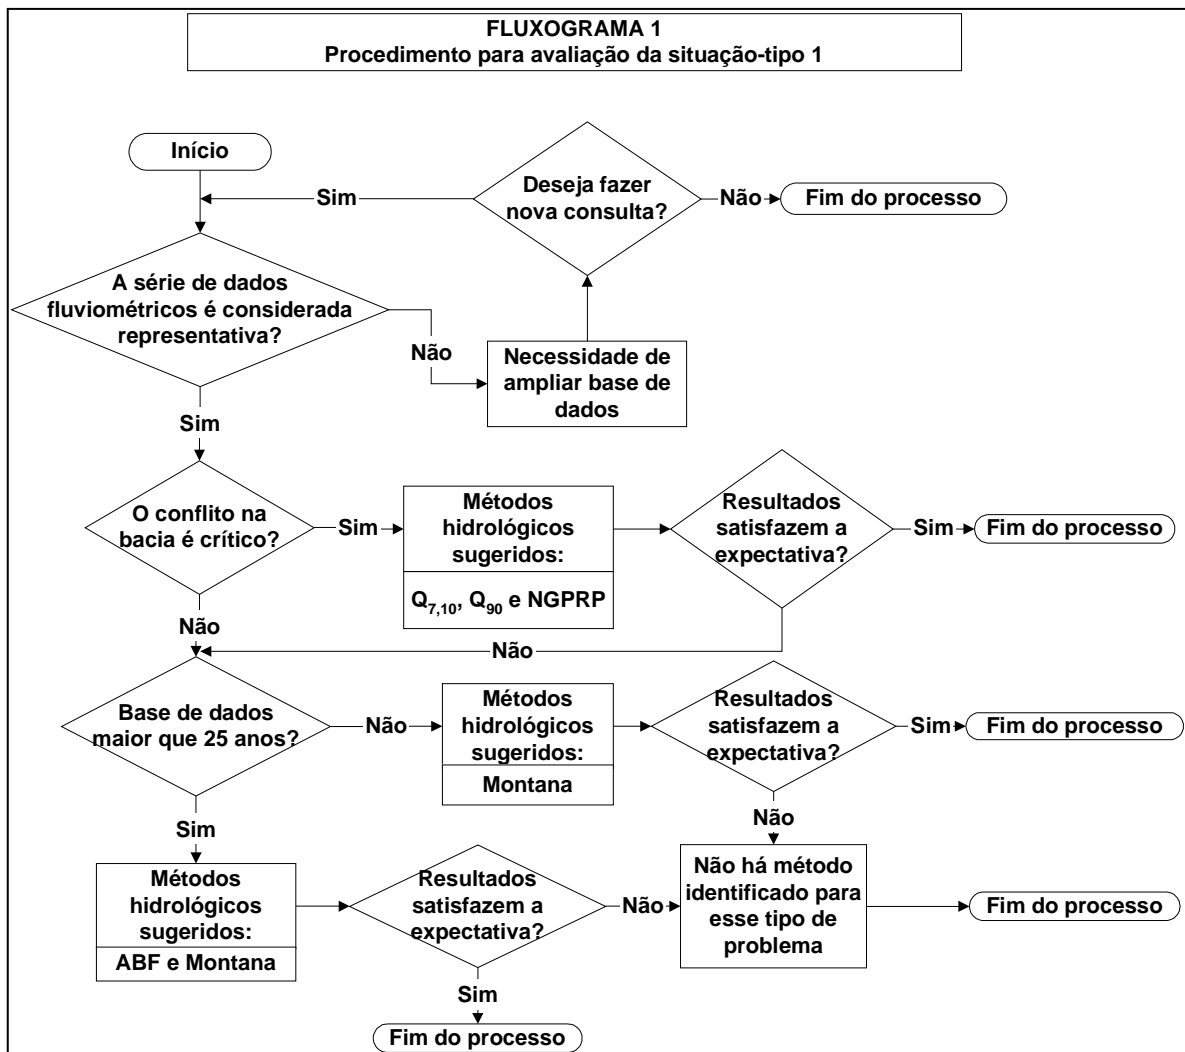 FLUXOGRAMA 1
Procedimento para avaliação da situação-tipo 1
Início
Sim
Deseja fazer
nova consulta?
Não
Fim do processo
A série de dados
fluviométricos é considerada
representativa?
Não
Necessidade de
ampliar base de
dados
Sim
O conflito na
bacia é crítico?
Sim
Métodos
hidrológicos
sugeridos:
Q7,10, Q90 e NGPRP
Resultados
satisfazem a
expectativa?
Sim
Fim do processo
Não
Não
Base de dados
maior que 25 anos?
Não
Métodos
hidrológicos
sugeridos:
Montana
Resultados
satisfazem a
expectativa?
Sim
Fim do processo
Sim
Não
Métodos
hidrológicos
sugeridos:
ABF e Montana
Resultados
satisfazem a
expectativa?
Não
Não há método
identificado para
esse tipo de
problema
Fim do processo
Sim
Fim do processo